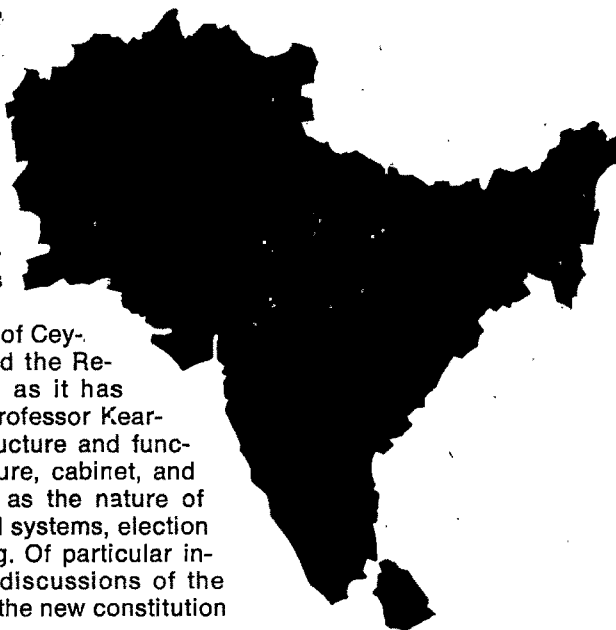 of Cey-
d the Re-
as it has
rofessor Kear-
ucture and func-
ure, cabinet, and
as the nature of
l systems, election
g. Of particular in-
discussions of the
the new constitution